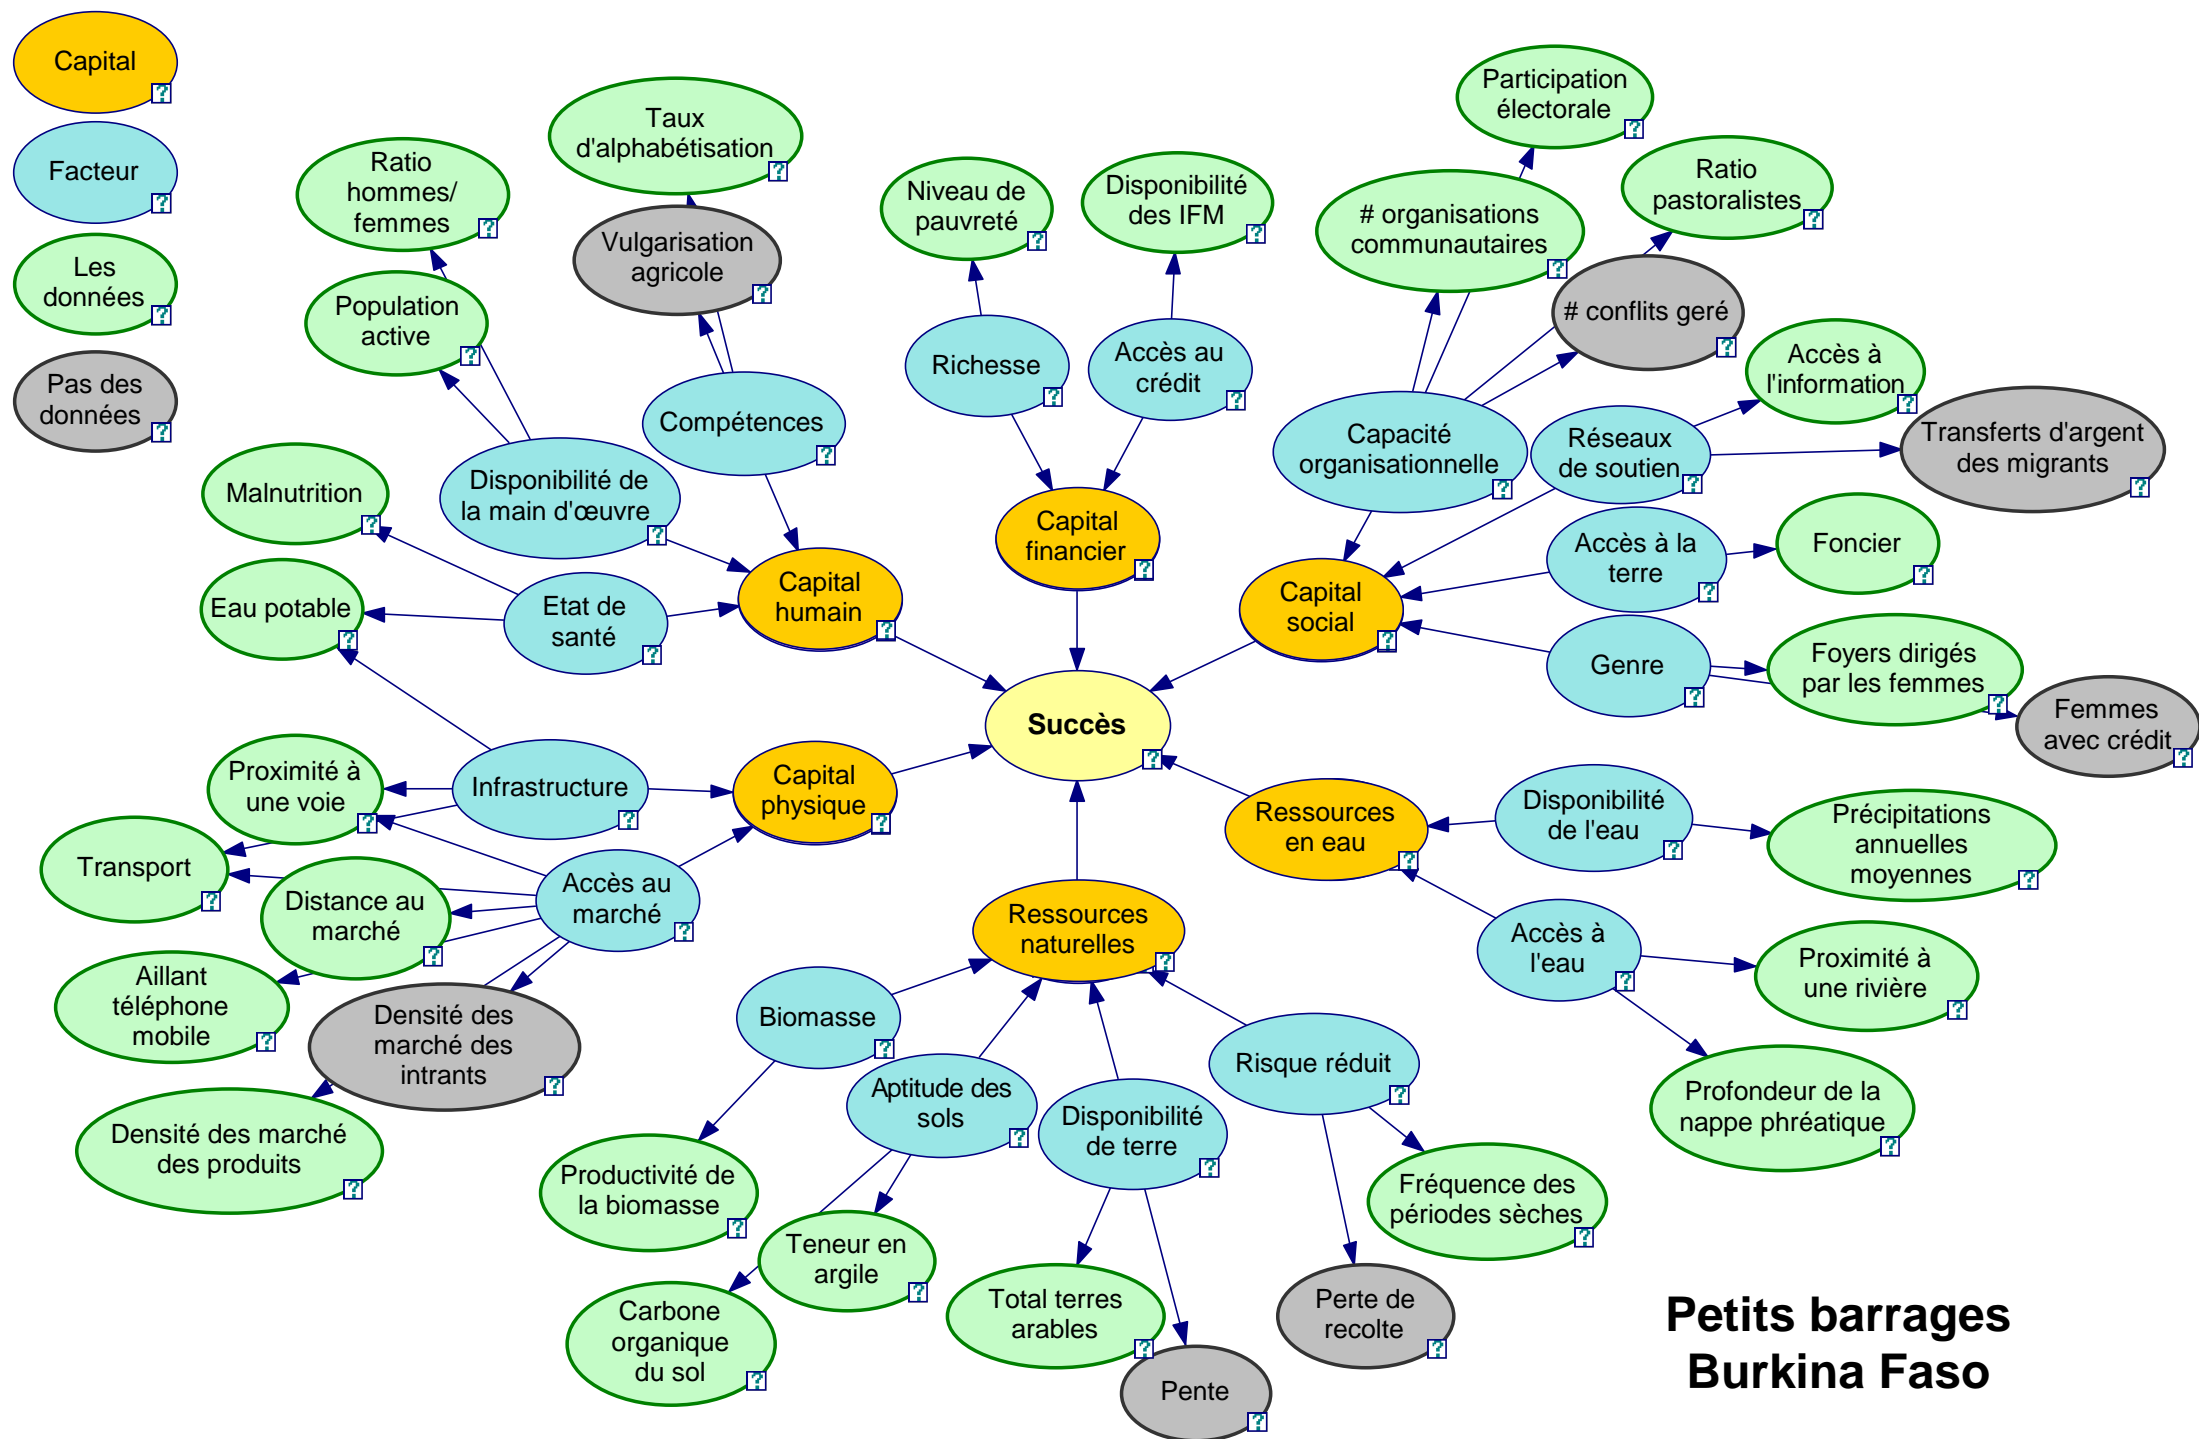 Capital
Facteur
Les
données
Pas des
données
Ratio
hommes/
femmes
Population
active
Taux
d'alphabétisation
Vulgarisation
agricole
Niveau de
pauvreté
Disponibilité
des IFM
Participation
électorale
# organisations
communautaires
Ratio
pastoralistes
# conflits geré
Accès à
l'information
Transferts d'argent
des migrants
Richesse
Accès au
crédit
Compétences
Disponibilité de
la main d'œuvre
Capacité
organisationnelle
Réseaux
de soutien
Malnutrition
Eau potable
Etat de
santé
Capital
humain
Capital
financier
Capital
social
Accès à la
terre
Foncier
Genre
Foyers dirigés
par les femmes
Femmes
avec crédit
Succès
Proximité à
une voie
Infrastructure
Capital
physique
Transport
Distance au
marché
Accès au
marché
Aillant
téléphone
mobile
Densité des
marché des
intrants
Densité des marché
des produits
Ressources
en eau
Disponibilité
de l'eau
Précipitations
annuelles
moyennes
Accès à
l'eau
Proximité à
une rivière
Profondeur de la
nappe phréatique
Ressources
naturelles
Biomasse
Aptitude des
sols
Disponibilité
de terre
Risque réduit
Productivité de
la biomasse
Teneur en
argile
Carbone
organique
du sol
Total terres
arables
Pente
Perte de
recolte
Fréquence des
périodes sèches
Petits barrages
Burkina Faso